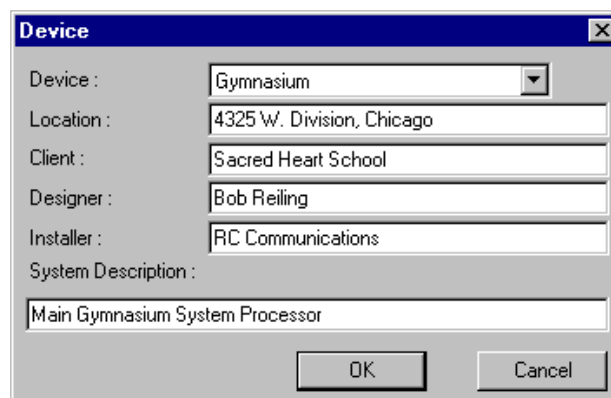 Device
Device : Gymnasium
Location : 4325 W. Division, Chicago
Client : Sacred Heart School
Designer : Bob Reiling
Installer : RC Communications
System Description :
Main Gymnasium System Processor
OK Cancel